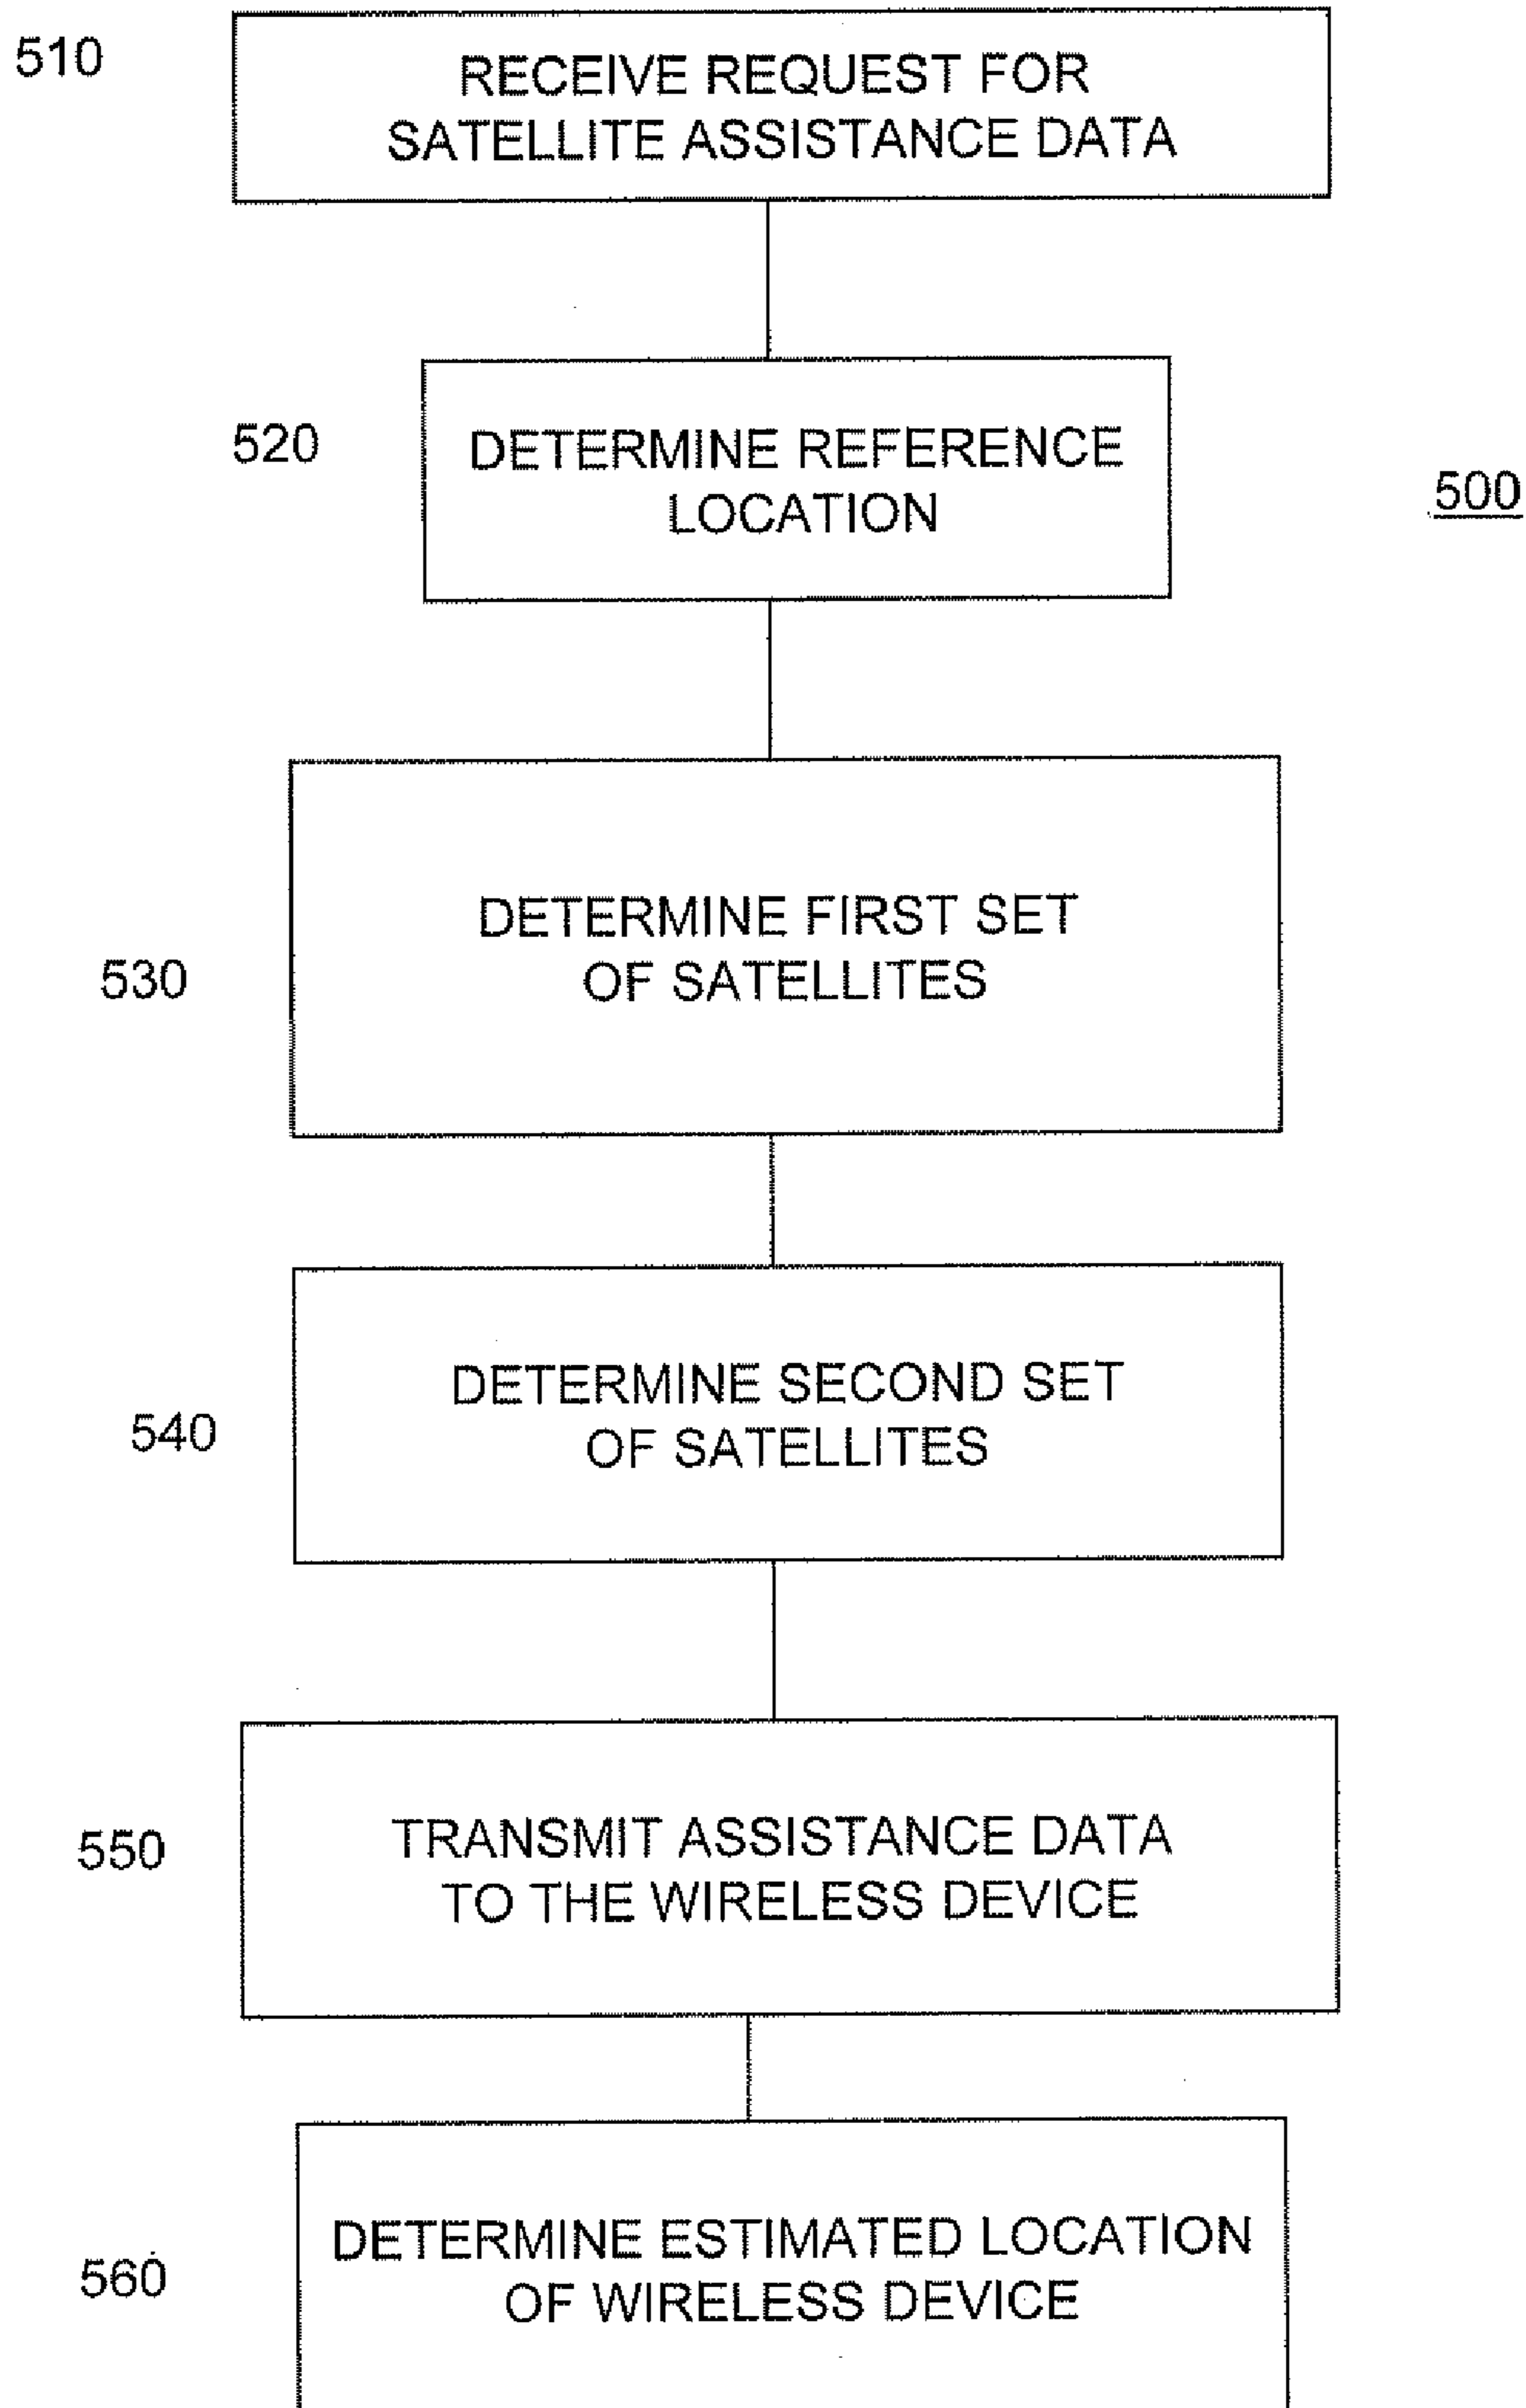 510
RECEIVE REQUEST FOR
SATELLITE ASSISTANCE DATA
520
DETERMINE REFERENCE
LOCATION
500
530
DETERMINE FIRST SET
OF SATELLITES
540
DETERMINE SECOND SET
OF SATELLITES
550
TRANSMIT ASSISTANCE DATA
TO THE WIRELESS DEVICE
560
DETERMINE ESTIMATED LOCATION
OF WIRELESS DEVICE